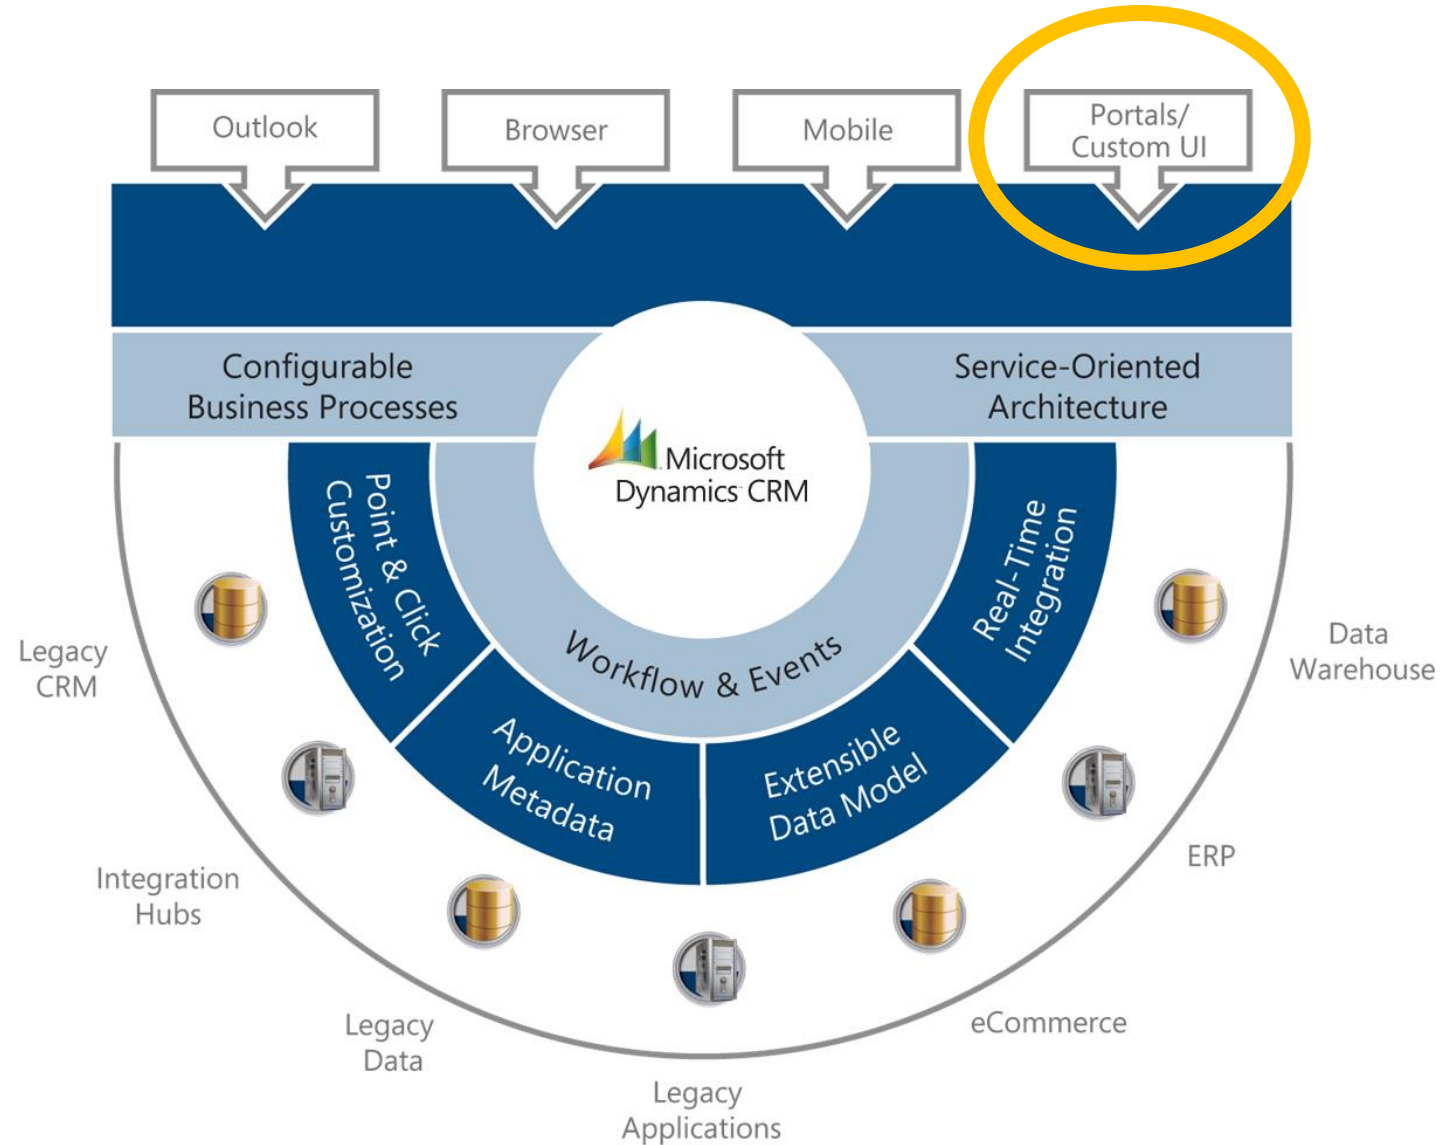 Outlook
Browser
Mobile
Portals/
Custom UI
Configurable
Business Processes
Service-Oriented
Architecture
Microsoft
Dynamics CRM
Point & Click
Customization
Real-Time
Integration
Workflow & Events
Application
Metadata
Extensible
Data Model
Legacy
CRM
Data
Warehouse
Integration
Hubs
ERP
Legacy
Data
eCommerce
Legacy
Applications